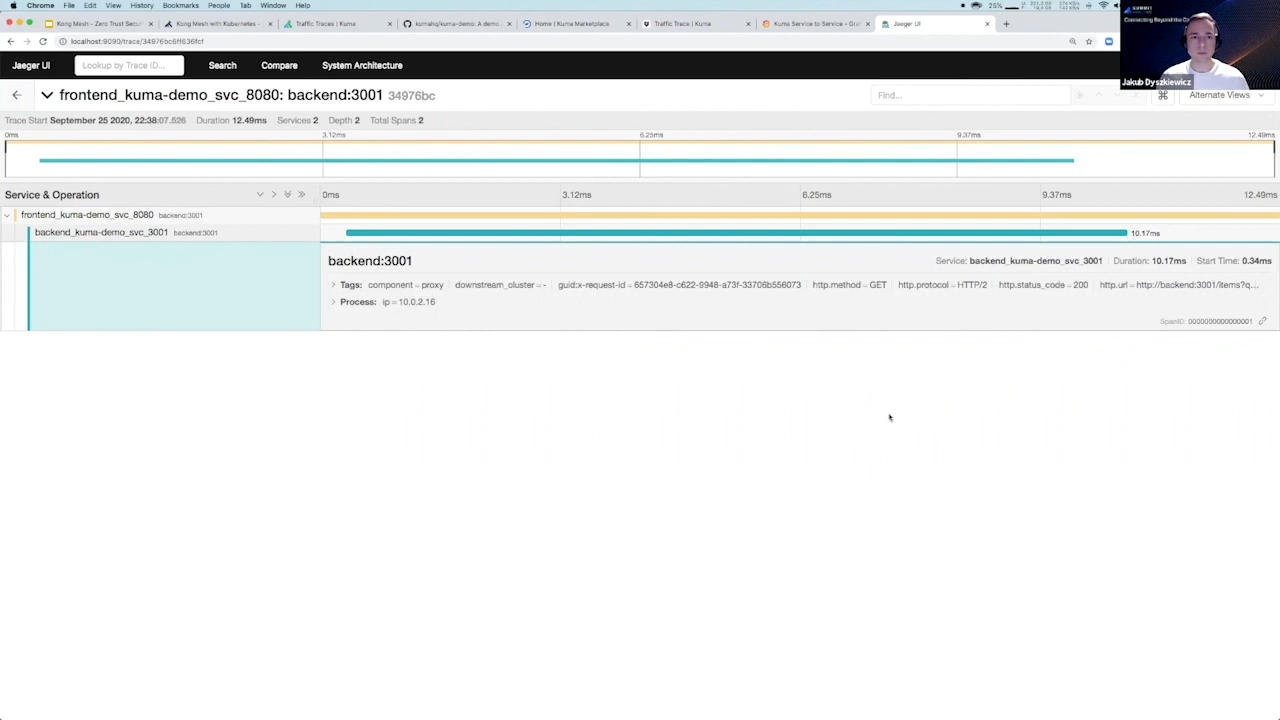 Chrome File Edit View History Bookmarks People Tab Window Help 25%
Kong Mesh - Zero Trust Secur
Kong Mesh with Kubernetes -
Traffic Traces | Kuma
kumahq/kuma-demo: A demo
Home | Kuma Marketplace
Traffic Trace | Kuma
Kuma Service to Service - Gra
Jaeger UI
SUMMIT
Connecting Beyond the
localhost:9090/trace/34976bc6ff636fcf
Jakub Dyszkiewicz
Jaeger UI Lookup by Trace ID... Search Compare System Architecture
frontend_kuma-demo_svc_8080: backend:3001 34976bc Find... Alternate Views
Trace Start September 25 2020, 22:38:07.526 Duration 12.49ms Services 2 Depth 2 Total Spans 2
0ms 3.12ms 6.25ms 9.37ms 12.49ms
Service & Operation 0ms 3.12ms 6.25ms 9.37ms 12.49ms
frontend_kuma-demo_svc_8080 backend:3001
backend_kuma-demo_svc_3001 backend:3001 10.17ms
backend:3001 Service: backend_kuma-demo_svc_3001 Duration: 10.17ms Start Time: 0.34ms
Tags: component = proxy downstream_cluster = - guid:x-request-id = 657304e8-c622-9948-a73f-33706b556073 http.method = GET http.protocol = HTTP/2 http.status_code = 200 http.url = http://backend:3001/items?q...
Process: ip = 10.0.2.16
SpanID: 0000000000000001